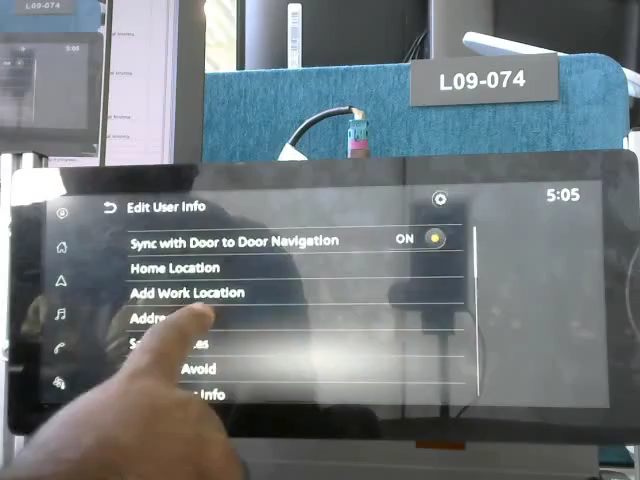 L09-074
L09-074
5:05
Edit User Info
5:05
Sync with Door to Door Navigation ON
Home Location
Add Work Location
Avoid
Info